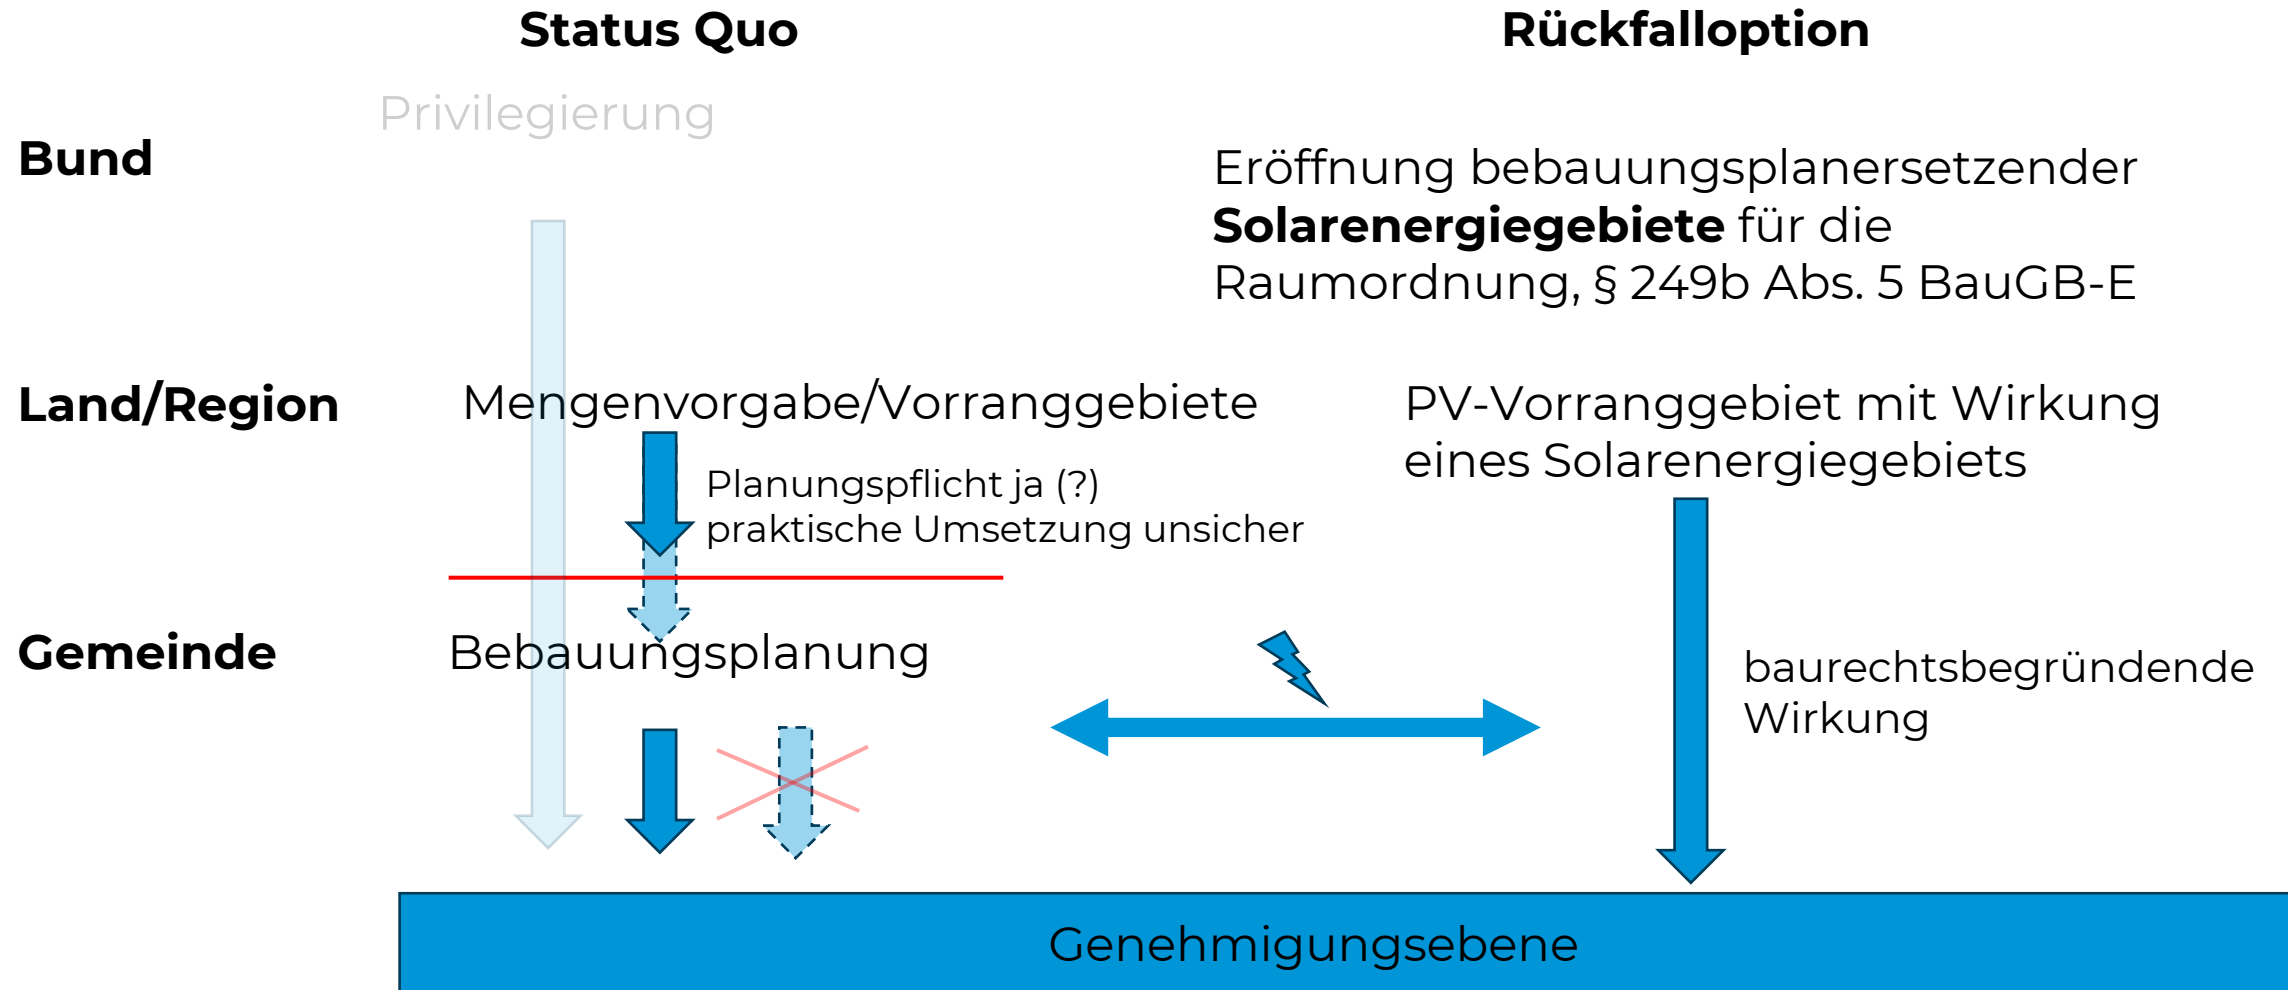 Status Quo
Rückfalloption
Privilegierung
Bund
Eröffnung bebauungsplanersetzender
Solarenergiegebiete für die
Raumordnung, § 249b Abs. 5 BauGB-E
Land/Region
Mengenvorgabe/Vorranggebiete
PV-Vorranggebiet mit Wirkung
eines Solarenergiegebiets
Planungspflicht ja (?)
praktische Umsetzung unsicher
Gemeinde
Bebauungsplanung
baurechtsbegründende
Wirkung
Genehmigungsebene